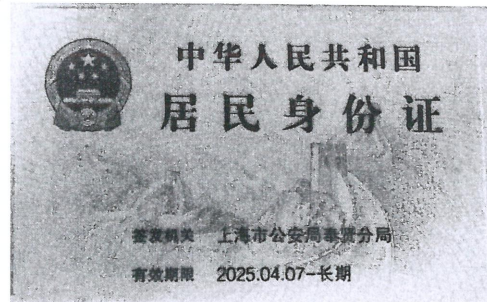 中华人民共和国
居民身份证
签发机关 上海市公安局奉贤分局
有效期限 2025.04.07-长期